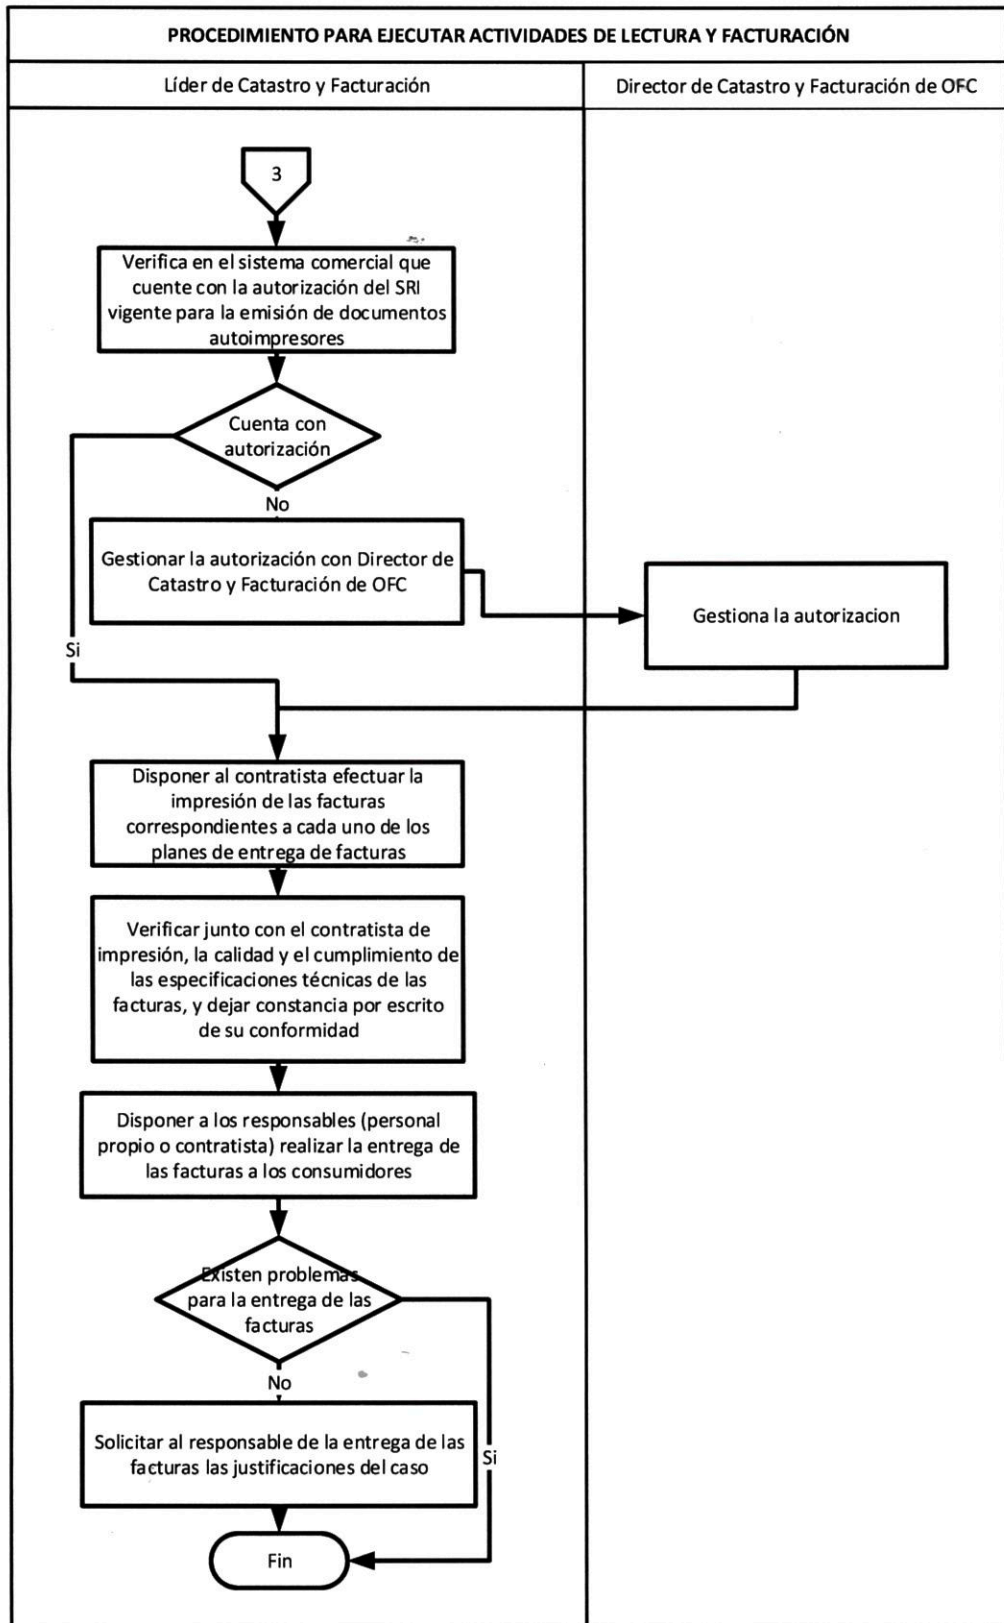 PROCEDIMIENTO PARA EJECUTAR ACTIVIDADES DE LECTURA Y FACTURACIÓN
Líder de Catastro y Facturación
Director de Catastro y Facturación de OFC
3
Verifica en el sistema comercial que
cuente con la autorización del SRI
vigente para la emisión de documentos
autoimpresores
Cuenta con
autorización
No
Gestionar la autorización con Director de
Catastro y Facturación de OFC
Gestiona la autorizacion
Si
Disponer al contratista efectuar la
impresión de las facturas
correspondientes a cada uno de los
planes de entrega de facturas
Verificar junto con el contratista de
impresión, la calidad y el cumplimiento de
las especificaciones técnicas de las
facturas, y dejar constancia por escrito
de su conformidad
Disponer a los responsables (personal
propio o contratista) realizar la entrega de
las facturas a los consumidores
Existen problemas
para la entrega de las
facturas
No
Solicitar al responsable de la entrega de las
facturas las justificaciones del caso
Si
Fin